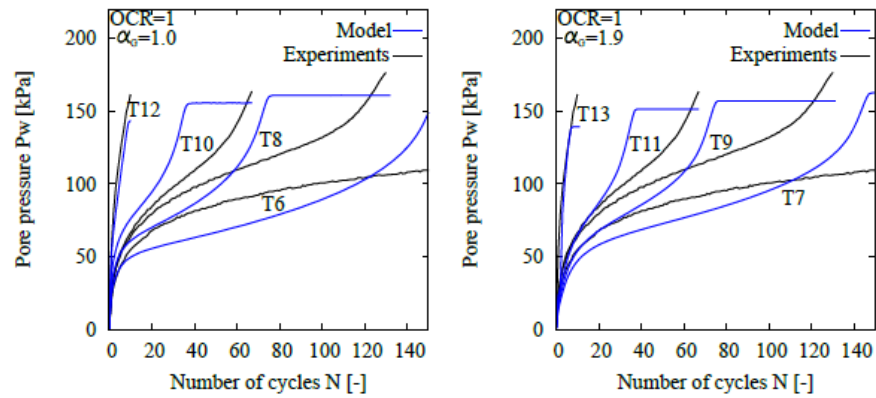 OCR=1
α₀=1.0
Model
Experiments
T12
T10
T8
T6
Pore pressure Pw [kPa]
200
150
100
50
0
0 20 40 60 80 100 120 140
Number of cycles N [-]
OCR=1
α₀=1.9
Model
Experiments
T13
T11
T9
T7
Pore pressure Pw [kPa]
200
150
100
50
0
0 20 40 60 80 100 120 140
Number of cycles N [-]